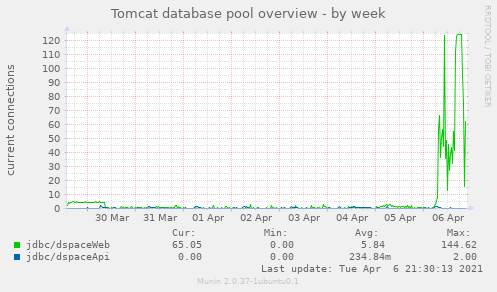 Tomcat database pool overview - by week
RRDTOOL / TOBI OETIKER
current connections
120
110
100
90
80
70
60
50
40
30
20
10
0
30 Mar 31 Mar 01 Apr 02 Apr 03 Apr 04 Apr 05 Apr 06 Apr
Cur: Min: Avg: Max:
jdbc/dspaceWeb 65.05 0.00 5.84 144.62
jdbc/dspaceApi 0.00 0.00 234.84m 2.00
Last update: Tue Apr 6 21:30:13 2021
Munin 2.0.37-1ubuntu0.1